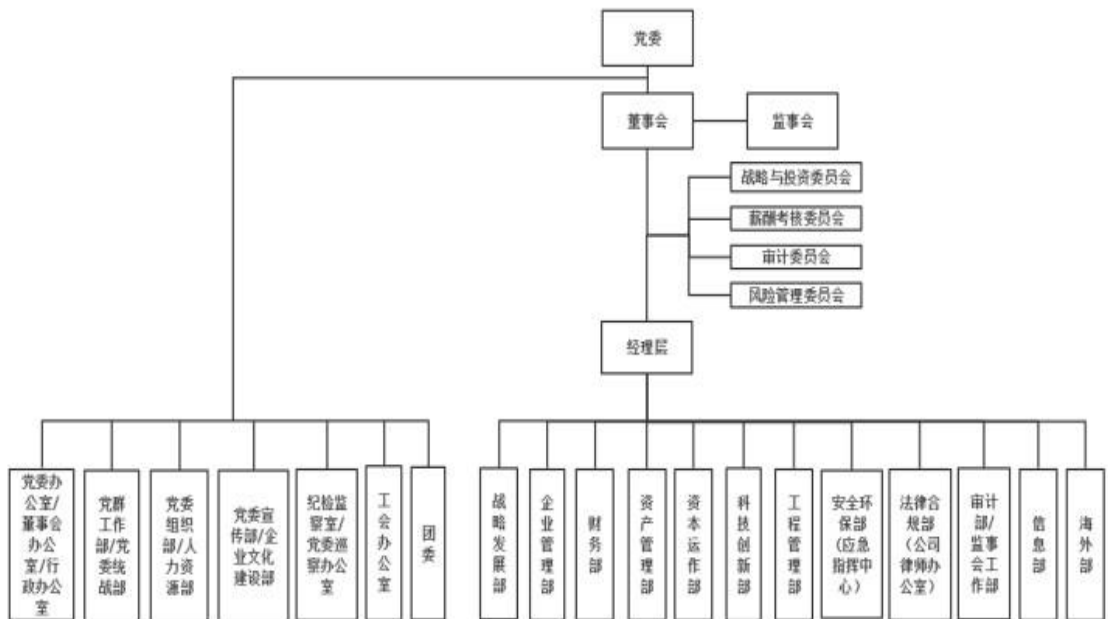 党委
董事会
监事会
战略与投资委员会
薪酬考核委员会
审计委员会
风险管理委员会
经理层
党委办
公室/
董事会
办公
室/行
政办公
室
党群
工作
部/党
委统
战部
党委
组织
部/人
力资
源部
党委宣
传部/企
业文化
建设部
纪检监
察室/
党委巡
察办公
室
工
会
办
公
室
团
委
战
略
发
展
部
企
业
管
理
部
财
务
部
资
产
管
理
部
资
本
运
作
部
科
技
创
新
部
工
程
管
理
部
安全环
保部
（应急
指挥中
心）
法律合
规部
（公司
律师办
公室）
审计
部/
监事
会工
作部
信
息
部
海
外
部